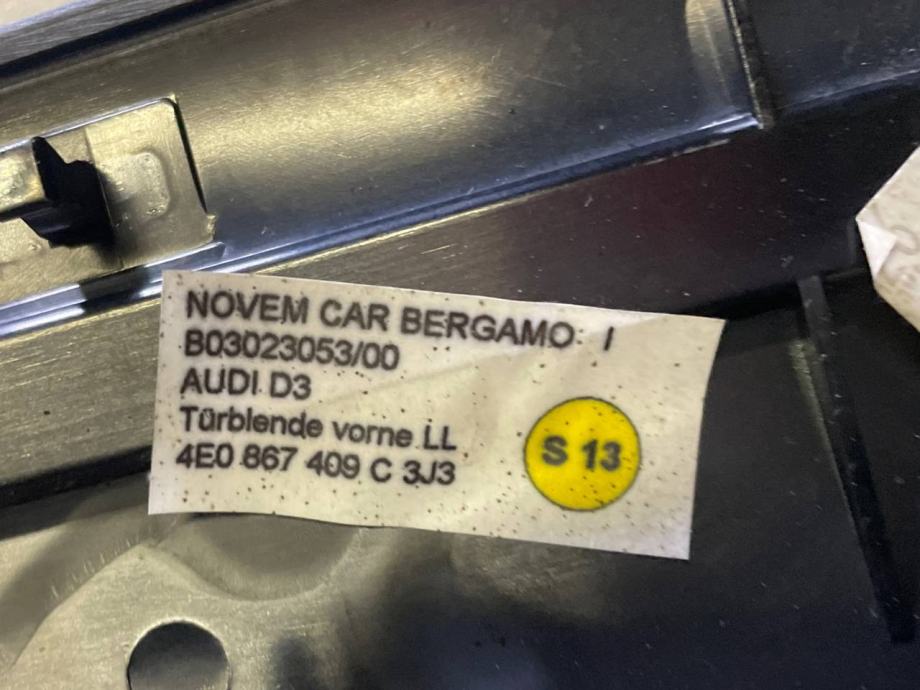 NOVEM CAR BERGAMO: I
B03023053/00
AUDI D3
Türblende vorne LL
4E0 867 409 C 3J3
S 13